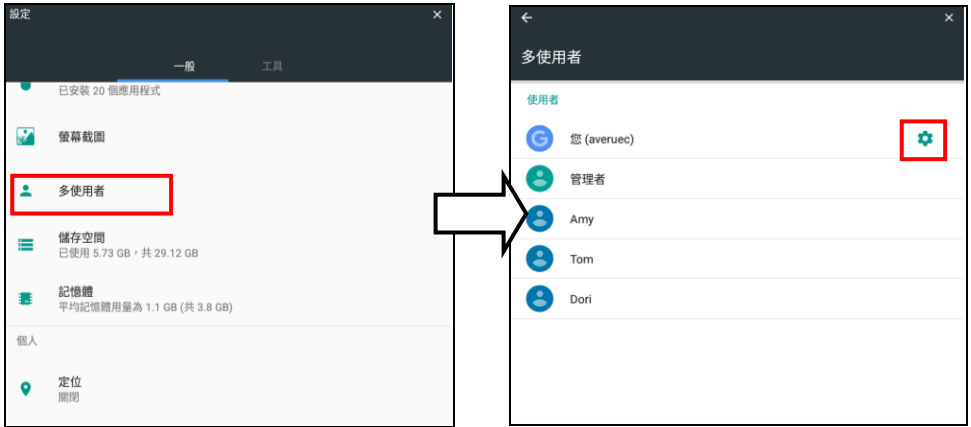 設定
一般
工具
已安裝 20 個應用程式
螢幕截圖
多使用者
儲存空間
已使用 5.73 GB，共 29.12 GB
記憶體
平均記憶體用量為 1.1 GB (共 3.8 GB)
個人
定位
關閉
多使用者
使用者
G
您 (averuec)
管理者
Amy
Tom
Dori